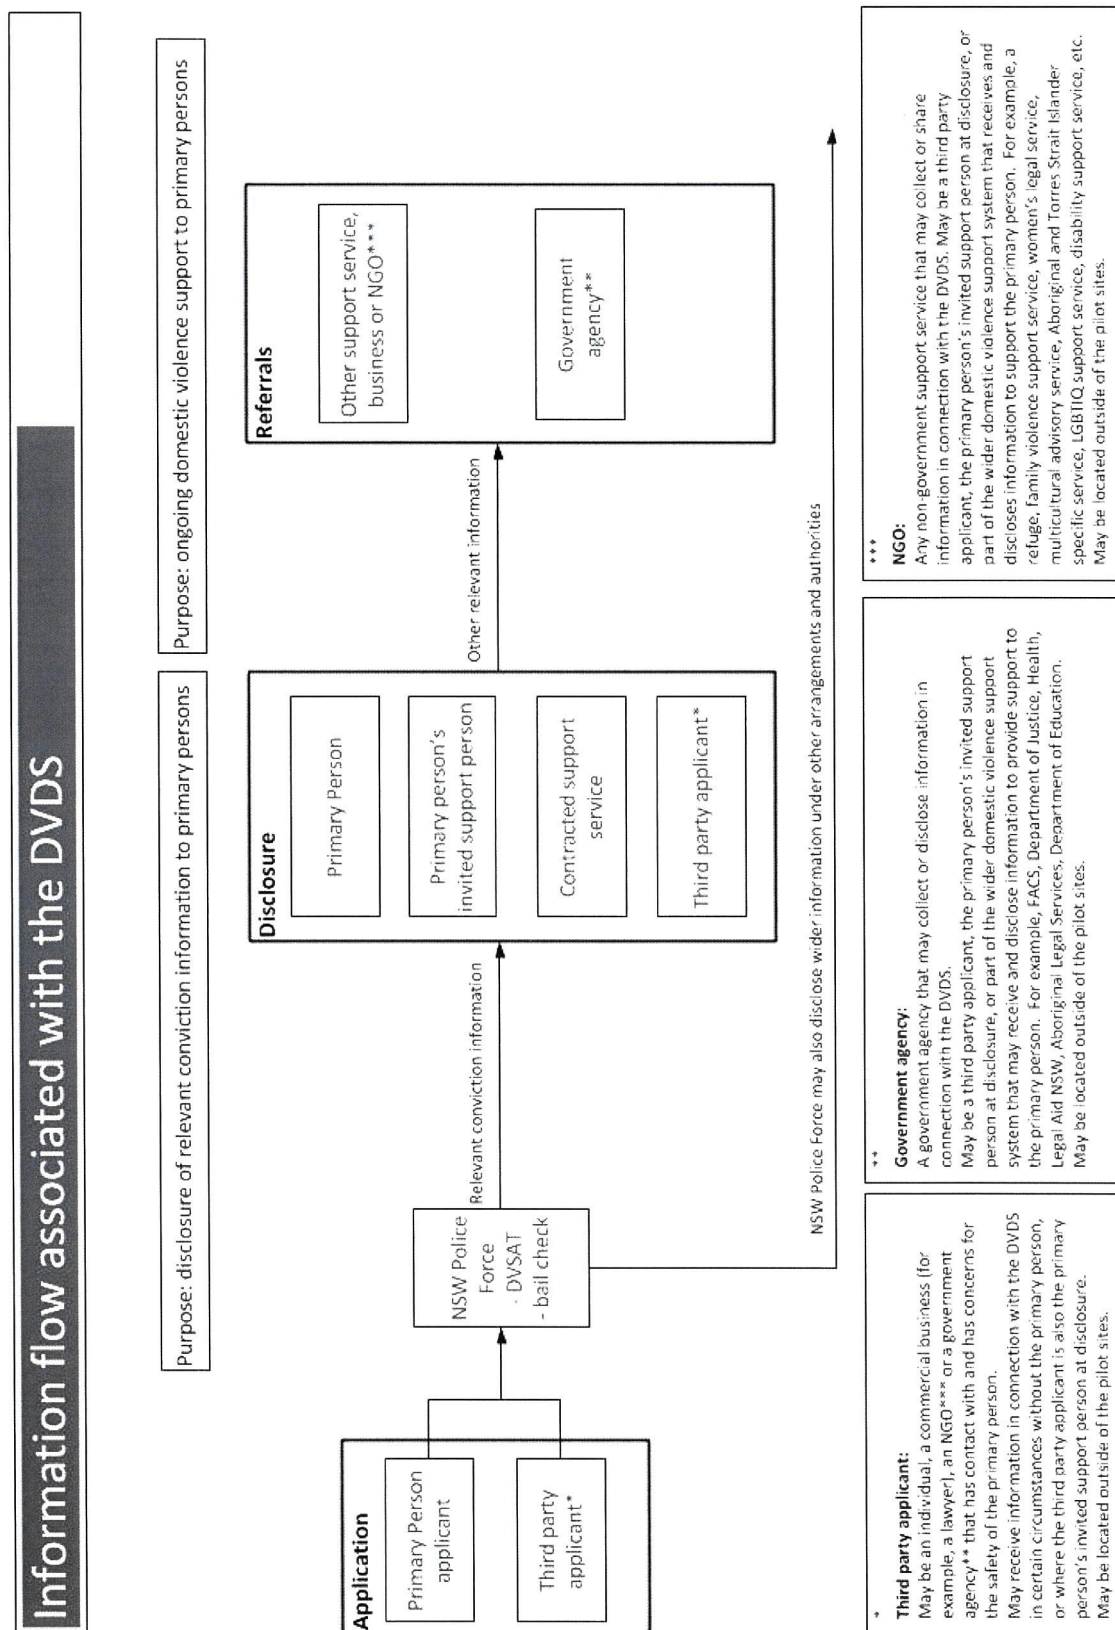 Information flow associated with the DVDS
Purpose: disclosure of relevant conviction information to primary persons
Purpose: ongoing domestic violence support to primary persons
Application
Primary Person
applicant
Third party
applicant*
NSW Police
Force
- DVSAT
- bail check
Relevant conviction information
Disclosure
Primary Person
Primary person's
invited support person
Contracted support
service
Third party applicant*
Other relevant information
Referrals
Other support service,
business or NGO***
Government
agency**
NSW Police Force may also disclose wider information under other arrangements and authorities
*
Third party applicant:
May be an individual, a commercial business (for
example, a lawyer), an NGO*** or a government
agency** that has contact with and has concerns for
the safety of the primary person.
May receive information in connection with the DVDS
in certain circumstances without the primary person,
or where the third party applicant is also the primary
person's invited support person at disclosure.
May be located outside of the pilot sites.
**
Government agency:
A government agency that may collect or disclose information in
connection with the DVDS.
May be a third party applicant, the primary person's invited support
person at disclosure, or part of the wider domestic violence support
system that may receive and disclose information to provide support to
the primary person. For example, FACS, Department of Justice, Health,
Legal Aid NSW, Aboriginal Legal Services, Department of Education.
May be located outside of the pilot sites.
***
NGO:
Any non-government support service that may collect or share
information in connection with the DVDS. May be a third party
applicant, the primary person's invited support person at disclosure, or
part of the wider domestic violence support system that receives and
discloses information to support the primary person. For example, a
refuge, family violence support service, women's legal service,
multicultural advisory service, Aboriginal and Torres Strait Islander
specific service, LGBTIQ support service, disability support service, etc.
May be located outside of the pilot sites.